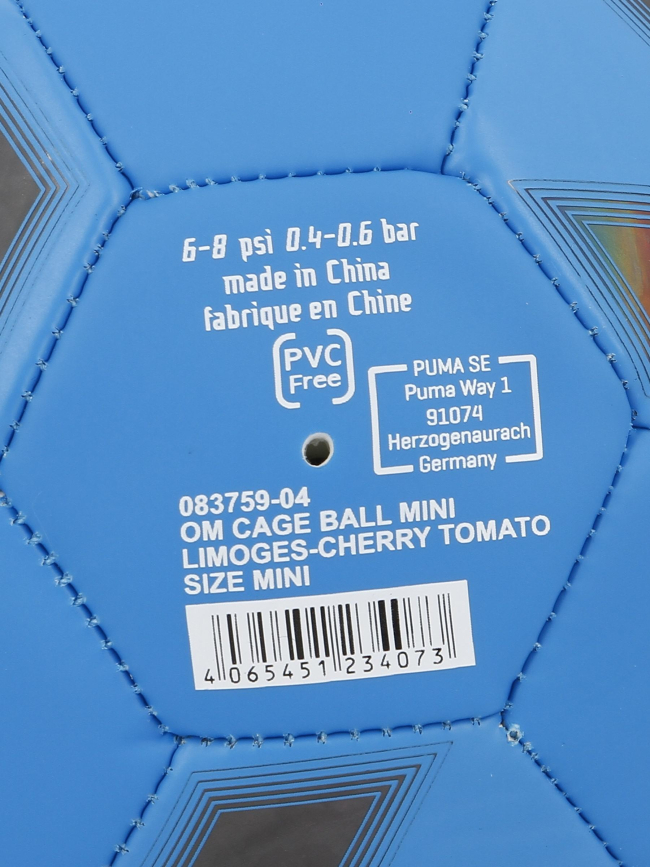 6-8 psi 0.4-0.6 bar
made in China
fabrique en Chine
PVC
Free
PUMA SE
Puma Way 1
91074
Herzogenaurach
Germany
083759-04
OM CAGE BALL MINI
LIMOGES-CHERRY TOMATO
SIZE MINI
4 065451 234073